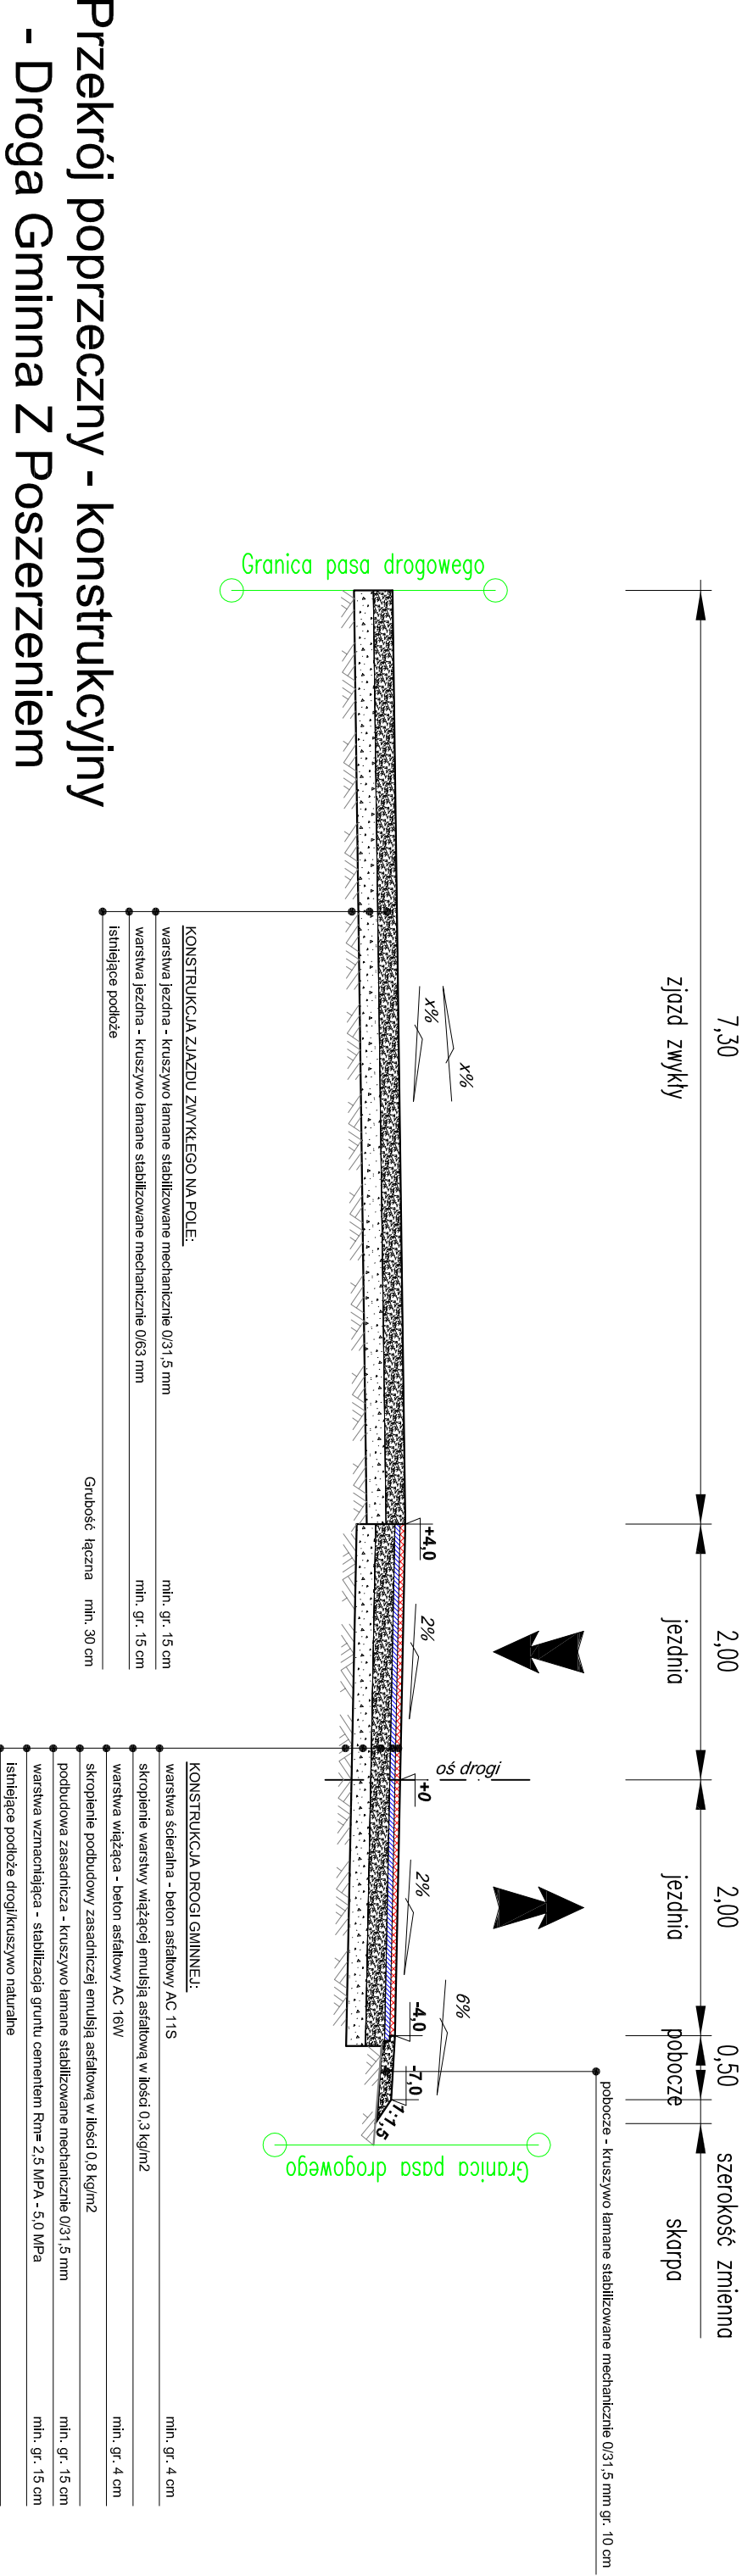 7,30
2,00
2,00
0,50
szerokość zmienna
zjazd zwykły
jezdnia
jezdnia
pobocze
skarpa
pobocze - kruszywo łamane stabilizowane mechanicznie 0/31,5 mm gr. 10 cm
Granica pasa drogowego
x%
x%
+4,0
2%
oś drogi
+0
2%
-4,0
6%
-7,0
1:1,5
Granica pasa drogowego
KONSTRUKCJA ZJAZDU ZWYKŁEGO NA POLE:
warstwa jezdna - kruszywo łamane stabilizowane mechanicznie 0/31,5 mm min. gr. 15 cm
warstwa jezdna - kruszywo łamane stabilizowane mechanicznie 0/63 mm min. gr. 15 cm
istniejące podłoże
Grubość łączna min. 30 cm
KONSTRUKCJA DROGI GMINNEJ:
warstwa ścieralna - beton asfaltowy AC 11S min. gr. 4 cm
skropienie warstwy wiążącej emulsją asfaltową w ilości 0,3 kg/m2
warstwa wiążąca - beton asfaltowy AC 16W min. gr. 4 cm
skropienie podbudowy zasadniczej emulsją asfaltową w ilości 0,8 kg/m2
podbudowa zasadnicza - kruszywo łamane stabilizowane mechanicznie 0/31,5 mm min. gr. 15 cm
warstwa wzmacniająca - stabilizacja gruntu cementem Rm= 2,5 MPA - 5,0 MPa min. gr. 15 cm
istniejące podłoże drogi/kruszywo naturalne
Przekrój poprzeczny - konstrukcyjny
- Droga Gminna Z Poszerzeniem